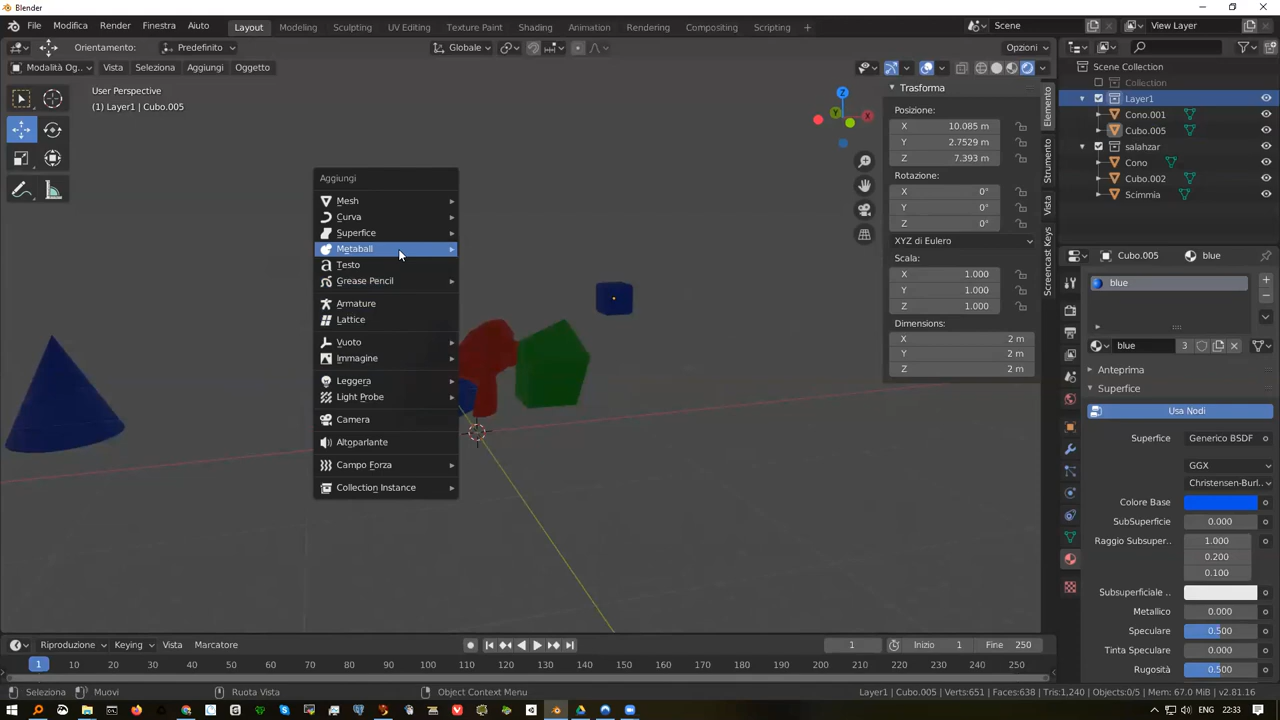 Blender
File Modifica Render Finestra Aiuto Layout Modeling Sculpting UV Editing Texture Paint Shading Animation Rendering Compositing Scripting + Scene View Layer
Orientamento: Predefinito Globale Opzioni
Modalità Og... Vista Seleziona Aggiungi Oggetto
User Perspective
(1) Layer1 | Cubo.005
Z
X
Y
Aggiungi
Mesh
Curva
Superfice
Metaball
Testo
Grease Pencil
Armature
Lattice
Vuoto
Immagine
Leggera
Light Probe
Camera
Altoparlante
Campo Forza
Collection Instance
Trasforma
Posizione:
X 10.085 m
Y 2.7529 m
Z 7.393 m
Rotazione:
X 0°
Y 0°
Z 0°
XYZ di Eulero
Scala:
X 1.000
Y 1.000
Z 1.000
Dimensions:
X 2 m
Y 2 m
Z 2 m
Elemento
Strumento
Vista
Screencast Keys
Scene Collection
Collection
Layer1
Cono.001
Cubo.005
salahzar
Cono
Cubo.002
Scimmia
Cubo.005 blue
blue
blue 3
Anteprima
Superfice
Usa Nodi
Superfice Generico BSDF
GGX
Christensen-Burl..
Colore Base
SubSuperficie 0.000
Raggio Subsuper.. 1.000
0.200
0.100
Subsuperficiale ..
Metallico 0.000
Speculare 0.500
Tinta Speculare 0.000
Rugosità 0.500
Riproduzione Keying Vista Marcatore 1 Inizio 1 Fine 250
1 10 20 30 40 50 60 70 80 90 100 110 120 130 140 150 160 170 180 190 200 210 220 230 240 250
Seleziona Muovi Ruota Vista Object Context Menu Layer1 | Cubo.005 | Verts:651 | Faces:638 | Tris:1,240 | Objects:0/5 | Mem: 67.0 MiB | v2.81.16
ENG 22:33